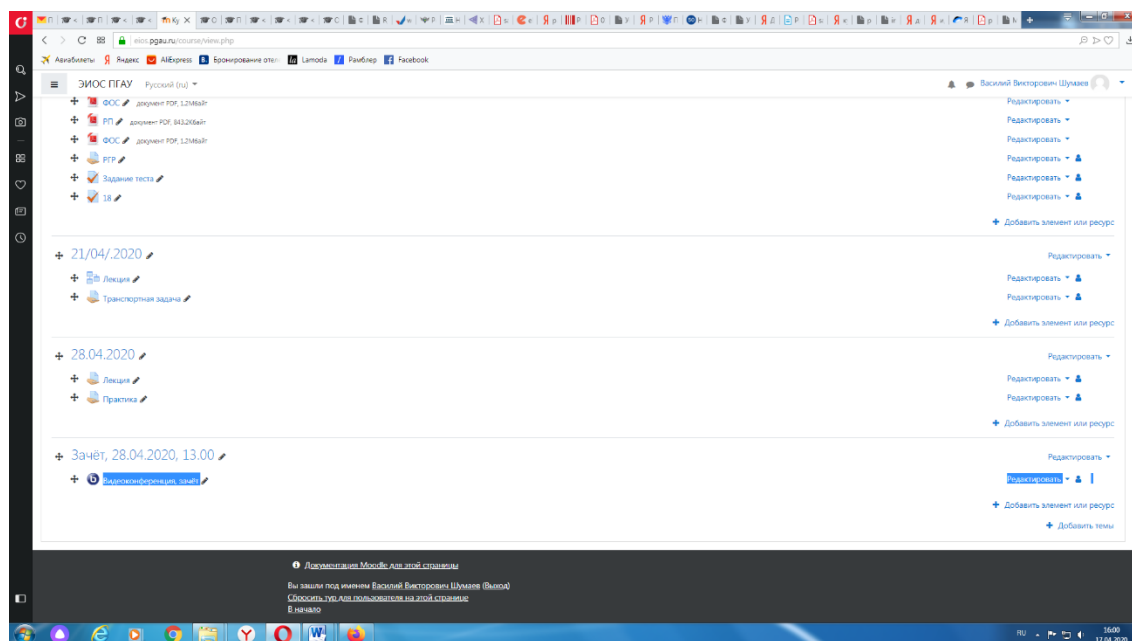 eios.pgau.ru/course/view.php
Авиабилеты Яндекс AliExpress Бронирование отел Lamoda Рамблер Facebook
ЭИОС ПГАУ Русский (ru) Василий Викторович Шумаев
ФОС документ PDF, 1.2Мбайт Редактировать
РП документ PDF, 843.2Кбайт Редактировать
ФОС документ PDF, 1.2Мбайт Редактировать
РГР Редактировать
Задание теста Редактировать
18 Редактировать
+ Добавить элемент или ресурс
21/04/.2020 Редактировать
Лекция Редактировать
Транспортная задача Редактировать
+ Добавить элемент или ресурс
28.04.2020 Редактировать
Лекция Редактировать
Практика Редактировать
+ Добавить элемент или ресурс
Зачёт, 28.04.2020, 13.00 Редактировать
Видеоконференция, зачёт Редактировать
+ Добавить элемент или ресурс
+ Добавить темы
Документация Moodle для этой страницы
Вы зашли под именем Василий Викторович Шумаев (Выход)
Сбросить тур для пользователя на этой странице
В начало
RU 16:00
17.04.2020